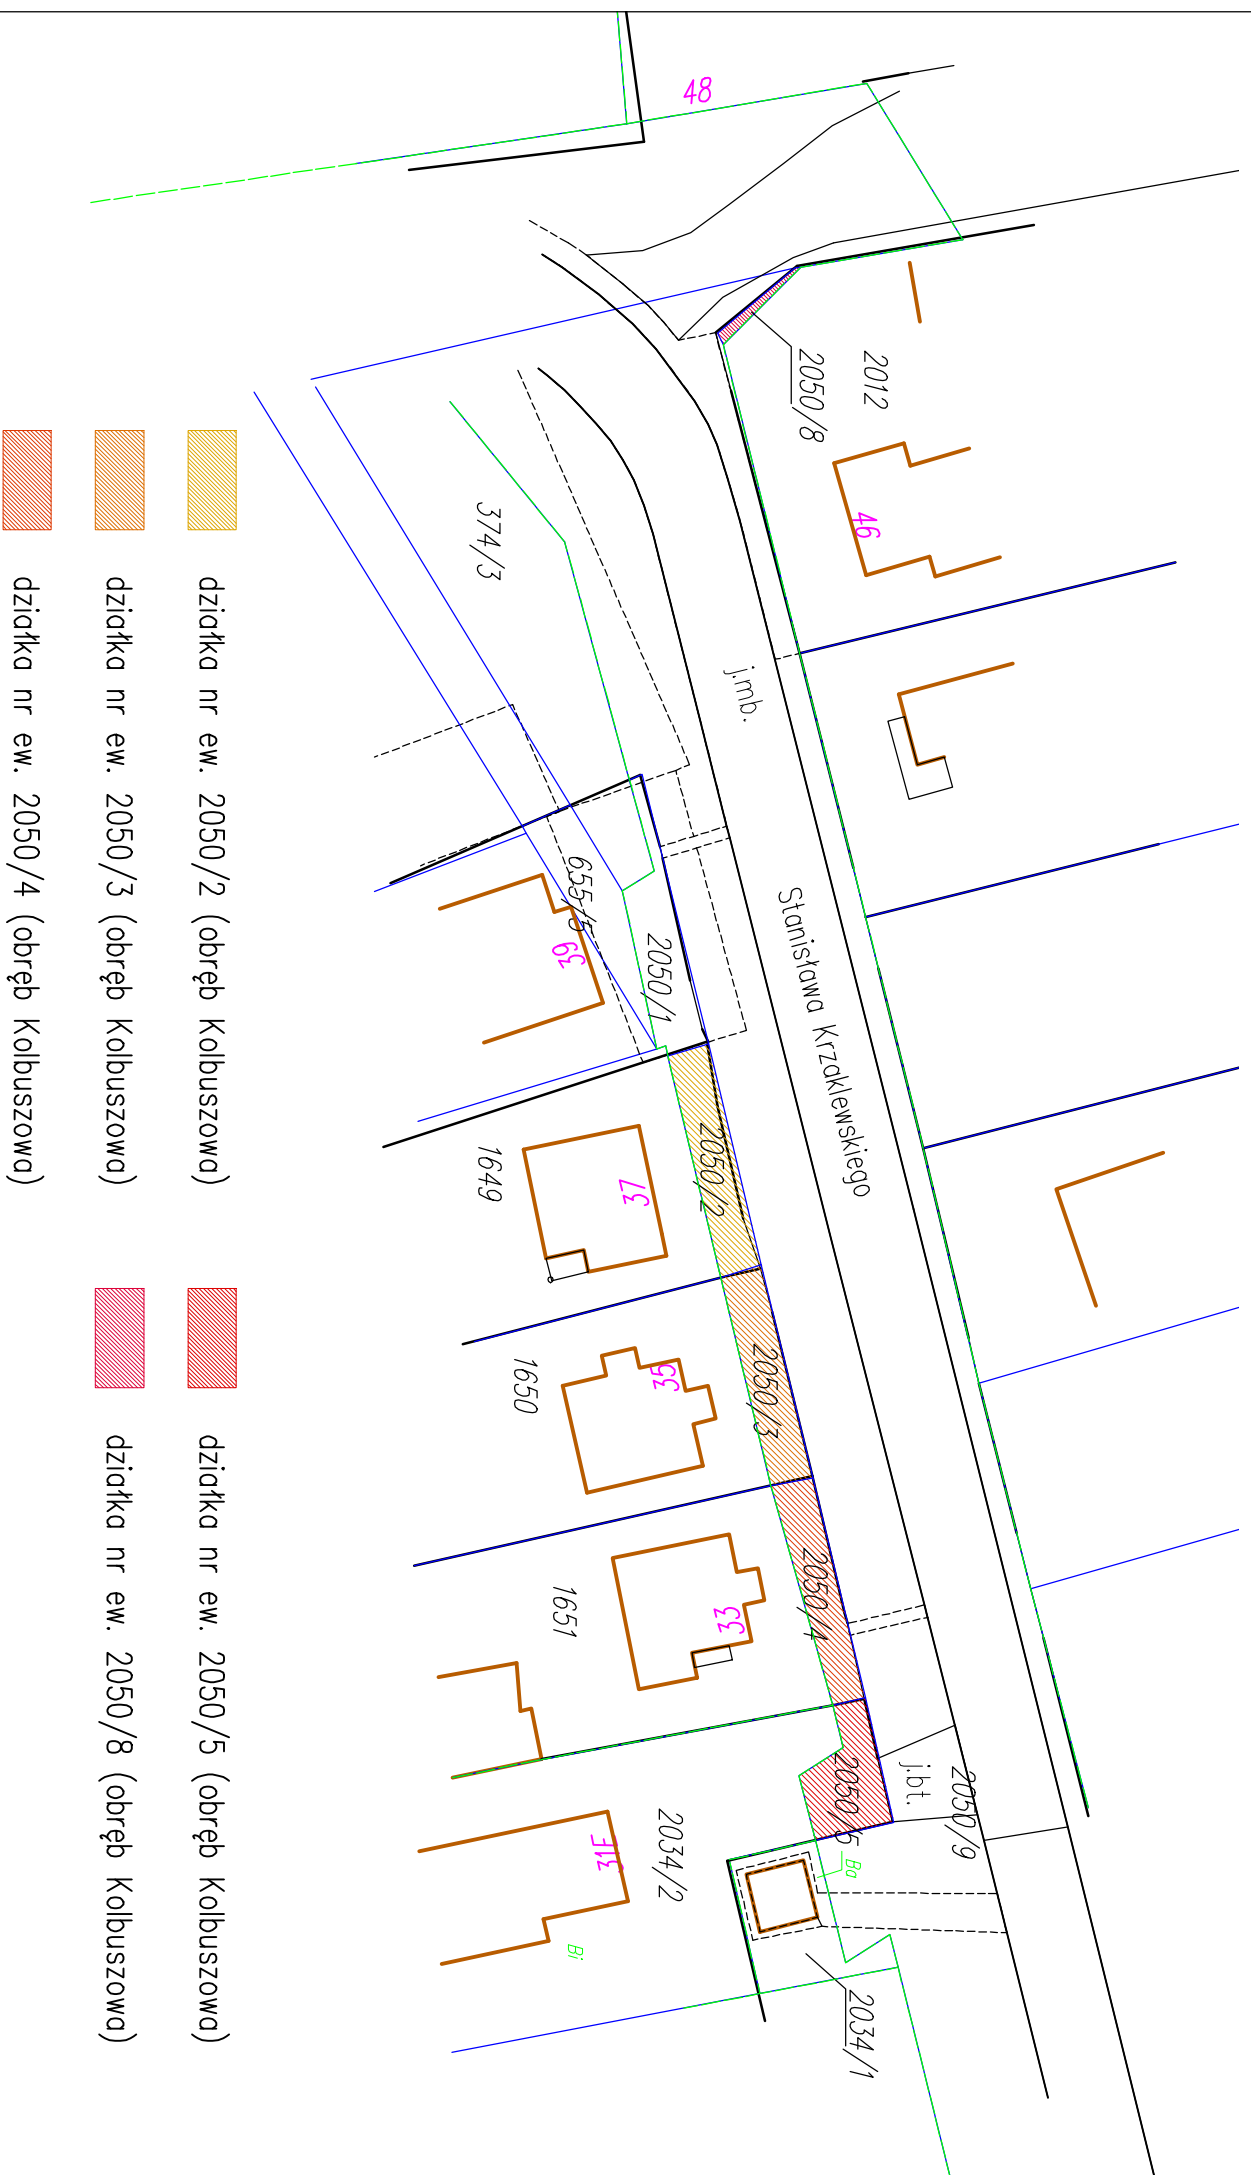 48
2012
2050/8
46
374/3
j.mb.
Stanisława Krzaklewskiego
655/5
39
2050/1
2050/2
1649
37
2050/3
1650
35
2050/4
1651
33
2050/5
j.bt.
2050/9
2034/2
31F
Ba
Bi
2034/1
działka nr ew. 2050/2 (obręb Kolbuszowa)
działka nr ew. 2050/3 (obręb Kolbuszowa)
działka nr ew. 2050/4 (obręb Kolbuszowa)
działka nr ew. 2050/5 (obręb Kolbuszowa)
działka nr ew. 2050/8 (obręb Kolbuszowa)